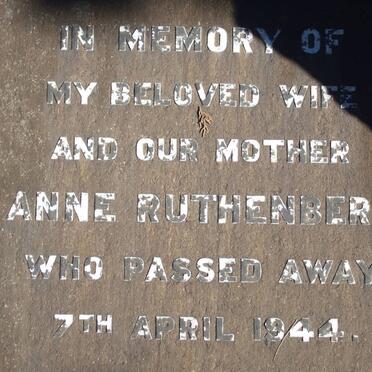 IN MEMORY OF
MY BELOVED WIFE
AND OUR MOTHER
ANNE RUTHENBER
WHO PASSED AWAY
7TH APRIL 1944.